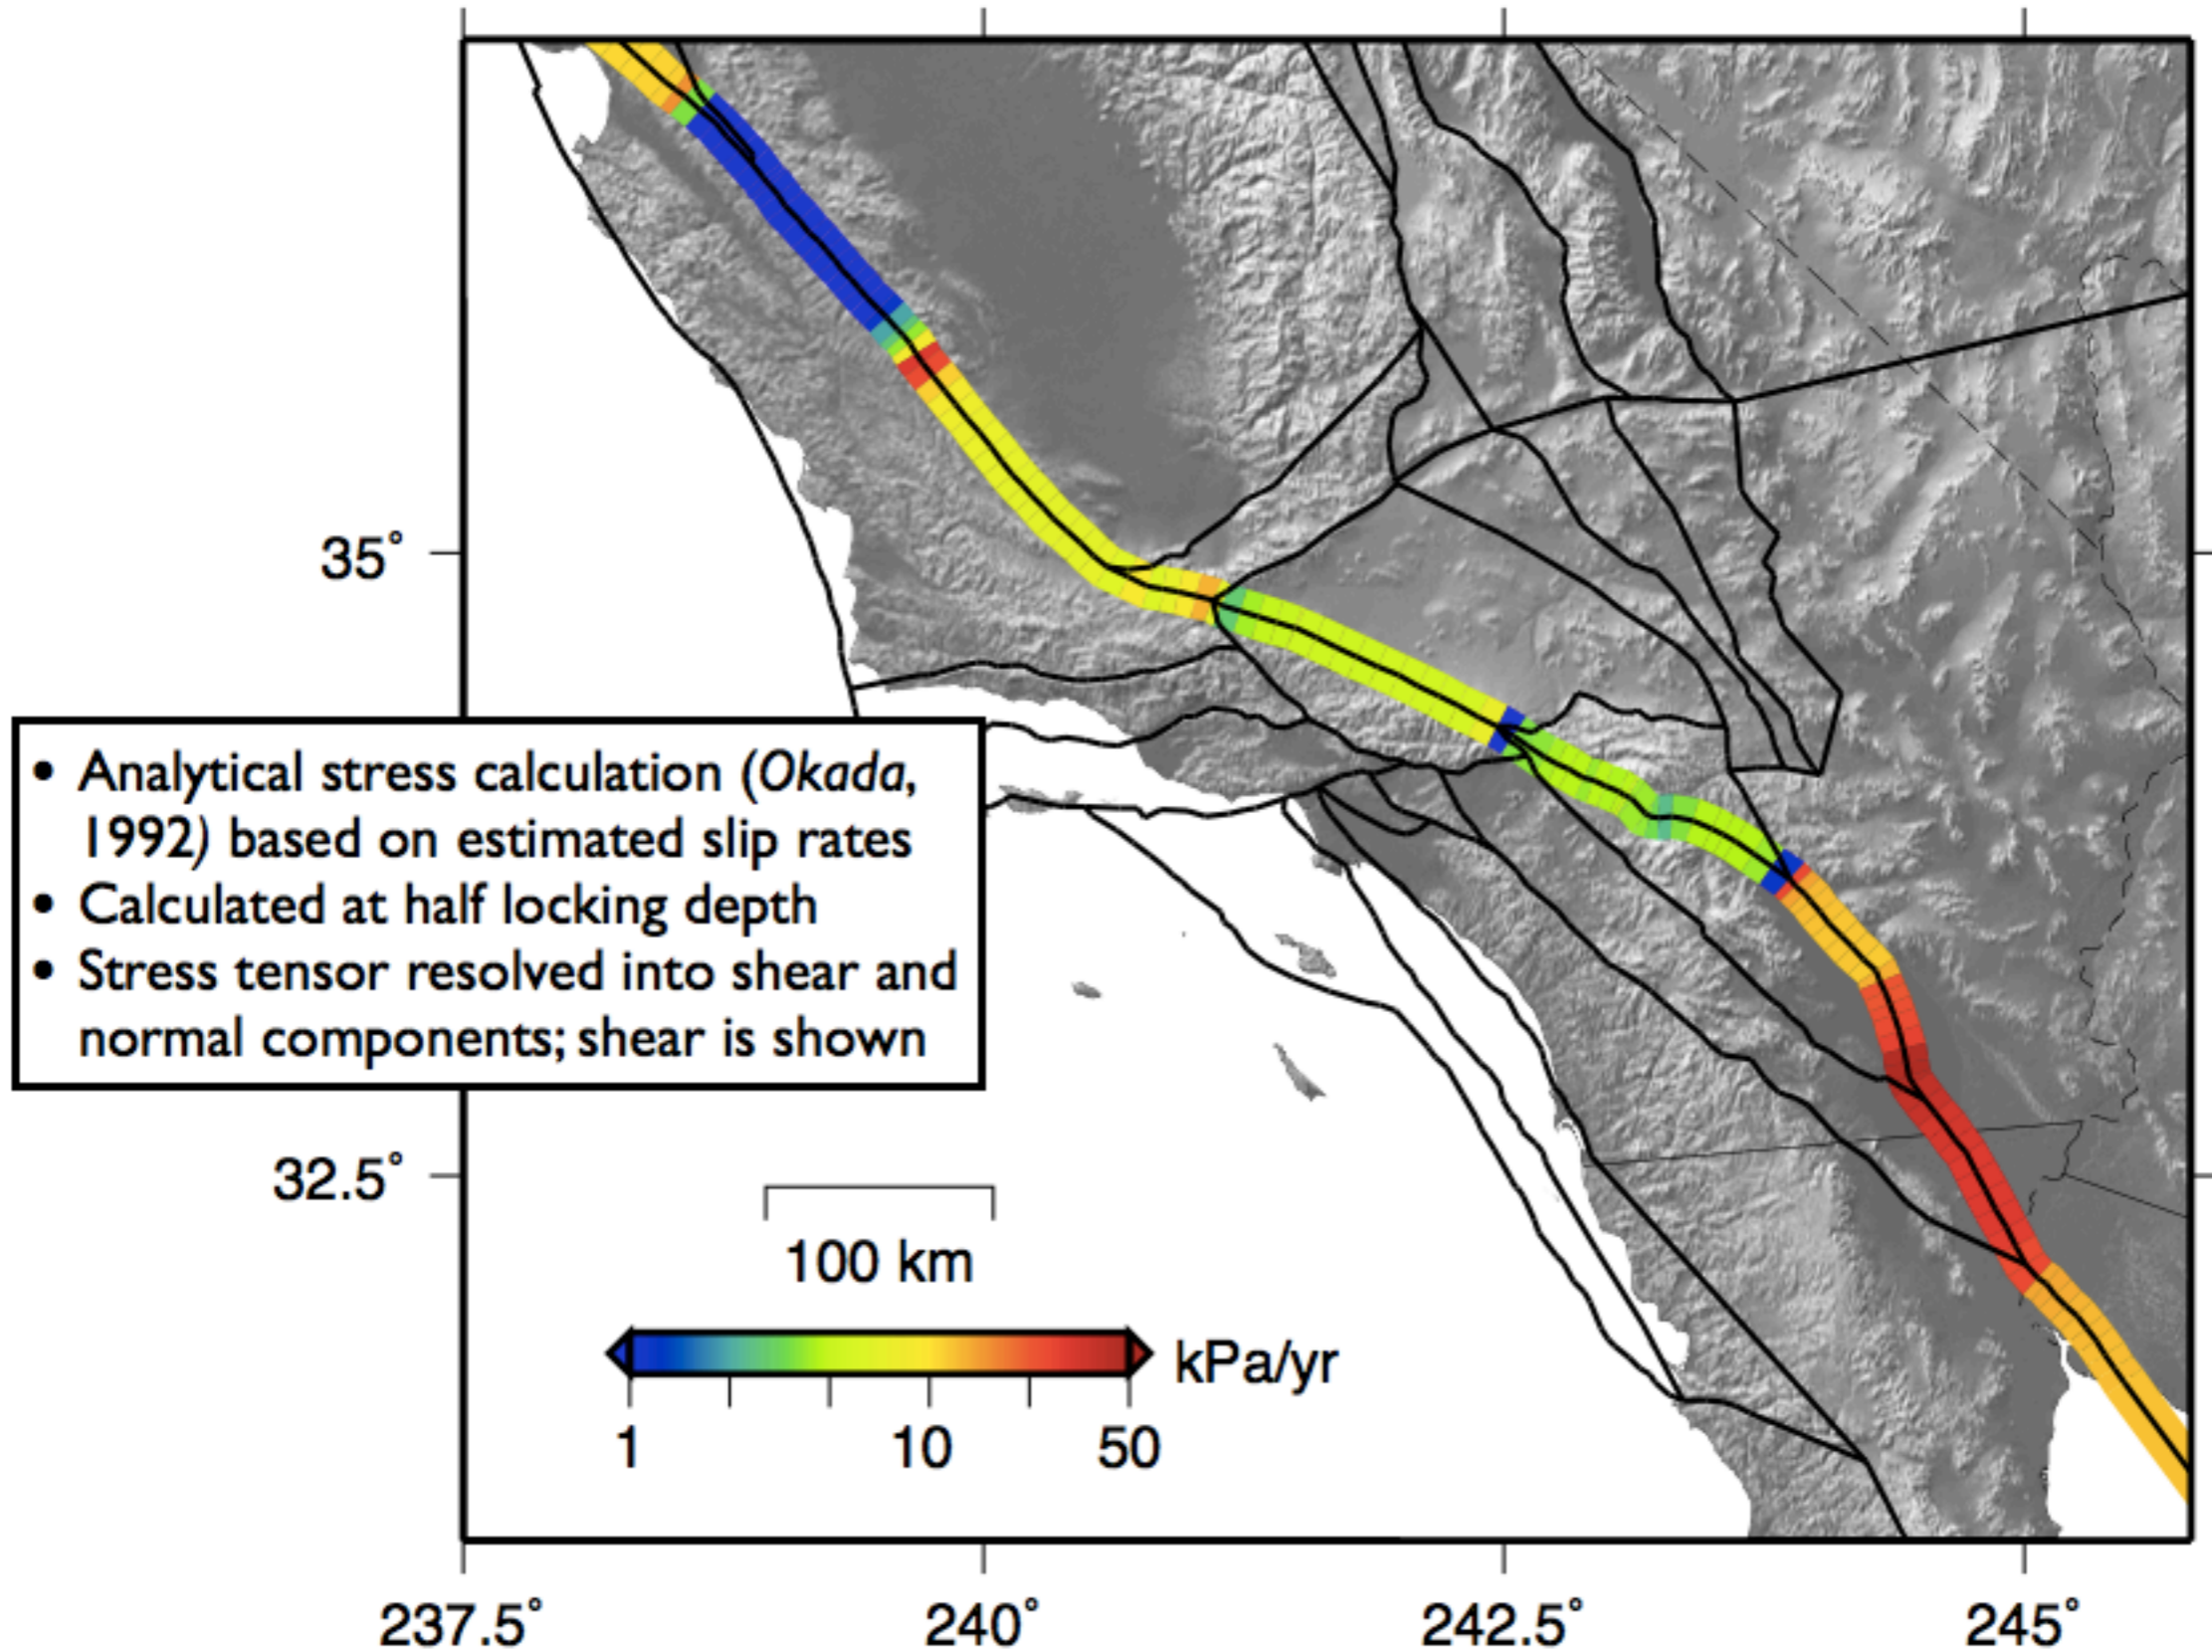 35°
• Analytical stress calculation (Okada,
1992) based on estimated slip rates
• Calculated at half locking depth
• Stress tensor resolved into shear and
normal components; shear is shown
32.5°
100 km
kPa/yr
1 10 50
237.5° 240° 242.5° 245°